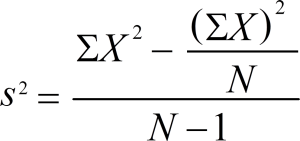 s² = (ΣX² − (ΣX)² / N) / (N − 1)